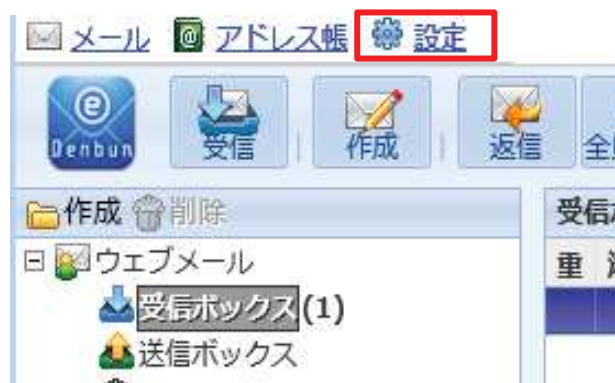 メール アドレス帳 設定
e
Denbun 受信 作成 返信
作成 削除
ウェブメール
重
受信ボックス(1)
送信ボックス